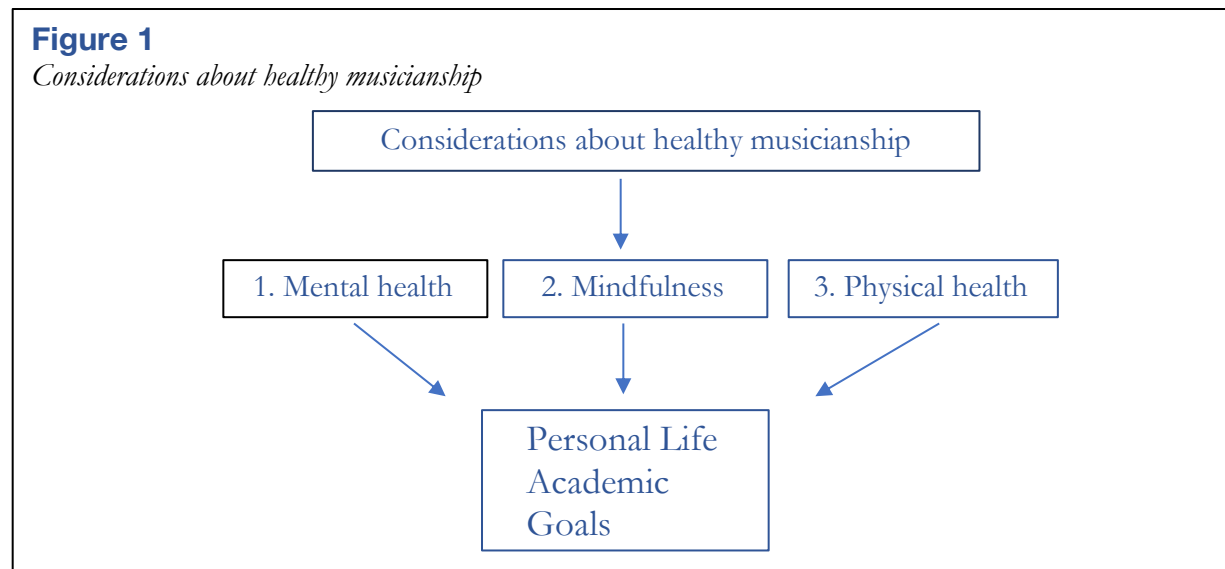 Figure 1
Considerations about healthy musicianship
Considerations about healthy musicianship
1. Mental health
2. Mindfulness
3. Physical health
Personal Life
Academic
Goals